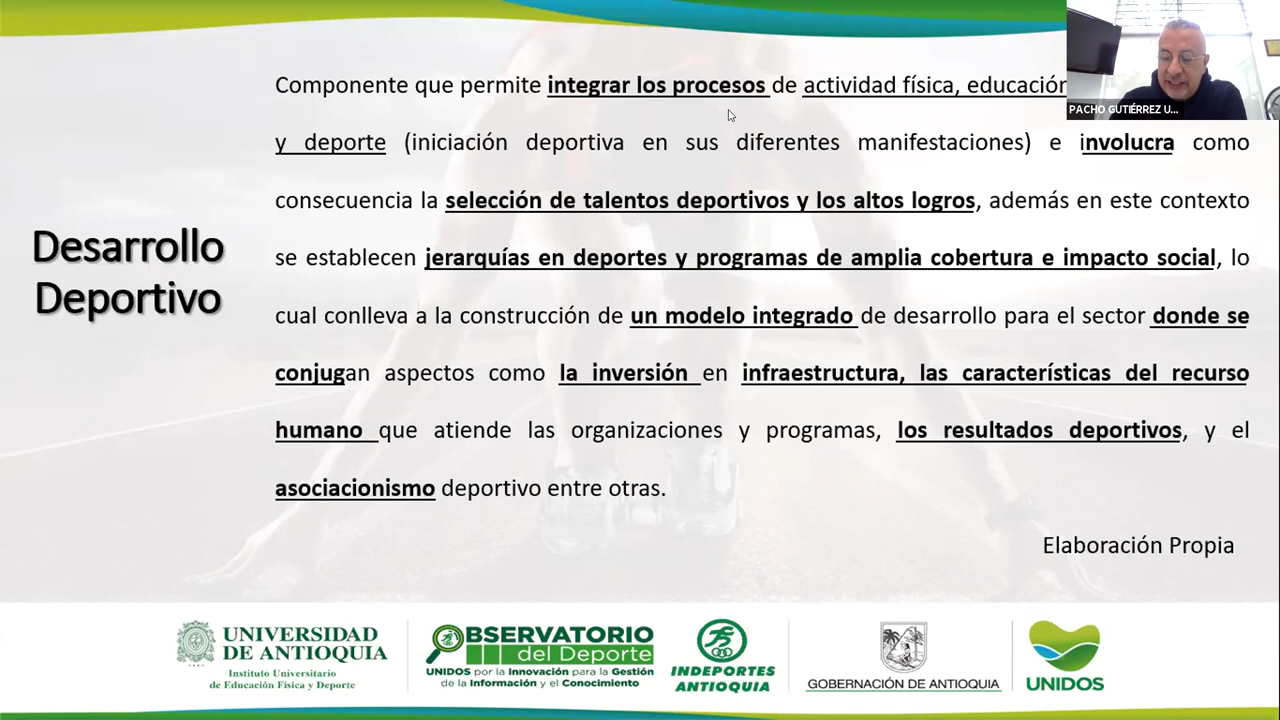 Componente que permite integrar los procesos de actividad física, educación
PACHO GUTIÉRREZ U...
y deporte (iniciación deportiva en sus diferentes manifestaciones) e involucra como
consecuencia la selección de talentos deportivos y los altos logros, además en este contexto
se establecen jerarquías en deportes y programas de amplia cobertura e impacto social, lo
cual conlleva a la construcción de un modelo integrado de desarrollo para el sector donde se
conjugan aspectos como la inversión en infraestructura, las características del recurso
humano que atiende las organizaciones y programas, los resultados deportivos, y el
asociacionismo deportivo entre otras.
Desarrollo
Deportivo
Elaboración Propia
UNIVERSIDAD
DE ANTIOQUIA
1803
Instituto Universitario
de Educación Física y Deporte
OBSERVATORIO
del Deporte
UNIDOS por la Innovación para la Gestión
de la Información y el Conocimiento
INDEPORTES
ANTIOQUIA
GOBERNACIÓN DE ANTIOQUIA
UNIDOS